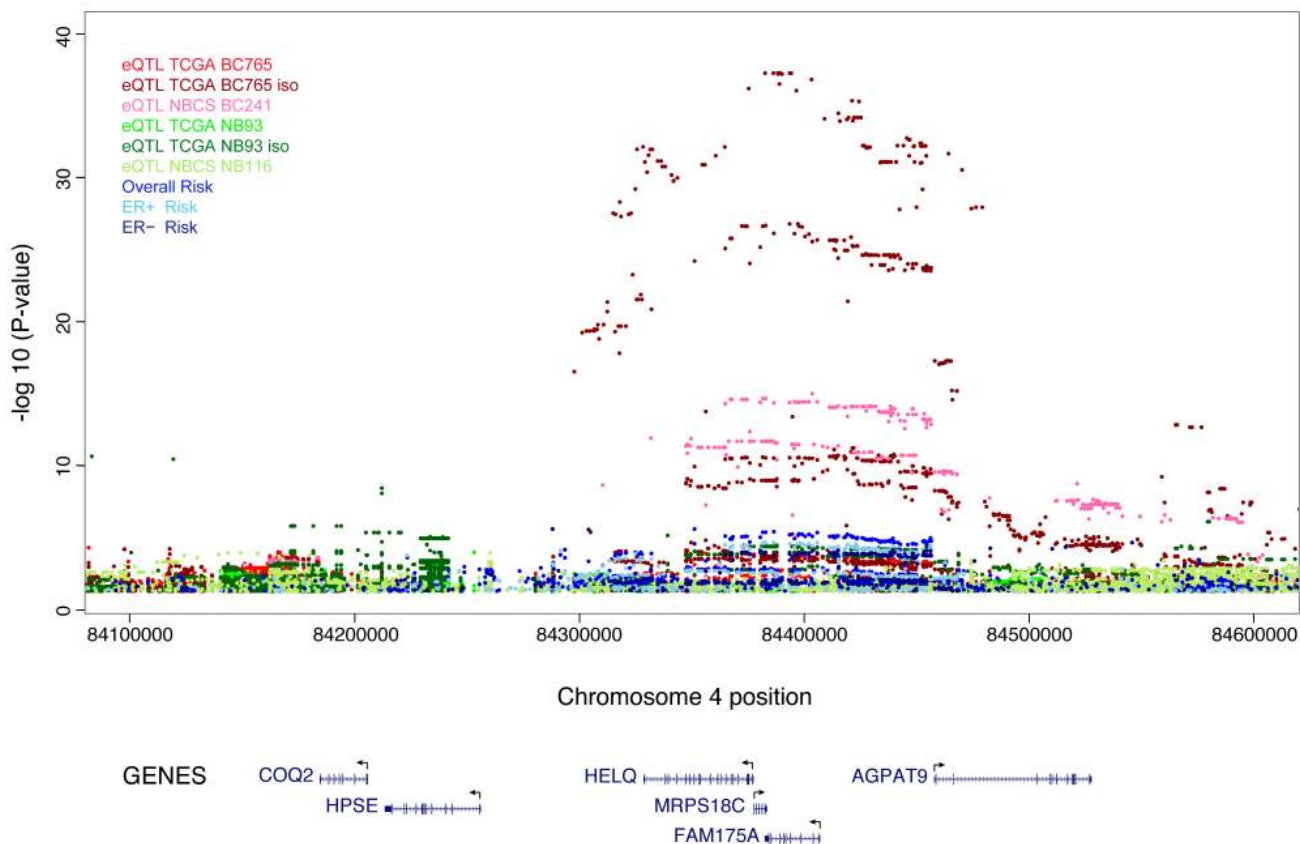 40
30
20
10
0
-log 10 (P-value)
eQTL TCGA BC765
eQTL TCGA BC765 iso
eQTL NBCS BC241
eQTL TCGA NB93
eQTL TCGA NB93 iso
eQTL NBCS NB116
Overall Risk
ER+ Risk
ER− Risk
84100000 84200000 84300000 84400000 84500000 84600000
Chromosome 4 position
GENES COQ2 HELQ AGPAT9
HPSE MRPS18C
FAM175A